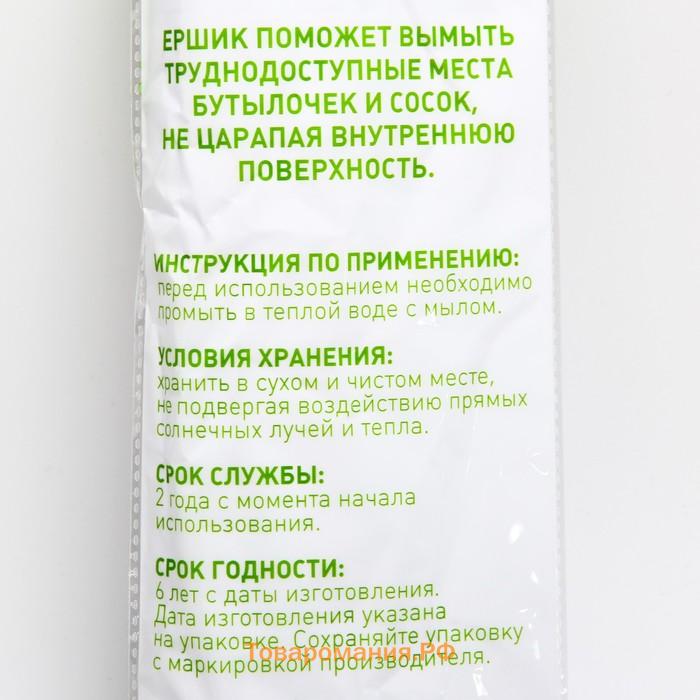 ЕРШИК ПОМОЖЕТ ВЫМЫТЬ
ТРУДНОДОСТУПНЫЕ МЕСТА
БУТЫЛОЧЕК И СОСОК,
НЕ ЦАРАПАЯ ВНУТРЕННЮЮ
ПОВЕРХНОСТЬ.
ИНСТРУКЦИЯ ПО ПРИМЕНЕНИЮ:
перед использованием необходимо
промыть в теплой воде с мылом.
УСЛОВИЯ ХРАНЕНИЯ:
хранить в сухом и чистом месте,
не подвергая воздействию прямых
солнечных лучей и тепла.
СРОК СЛУЖБЫ:
2 года с момента начала
использования.
СРОК ГОДНОСТИ:
6 лет с даты изготовления.
Дата изготовления указана
на упаковке. Сохраняйте упаковку
Товаромания.РФ
с маркировкой производителя.